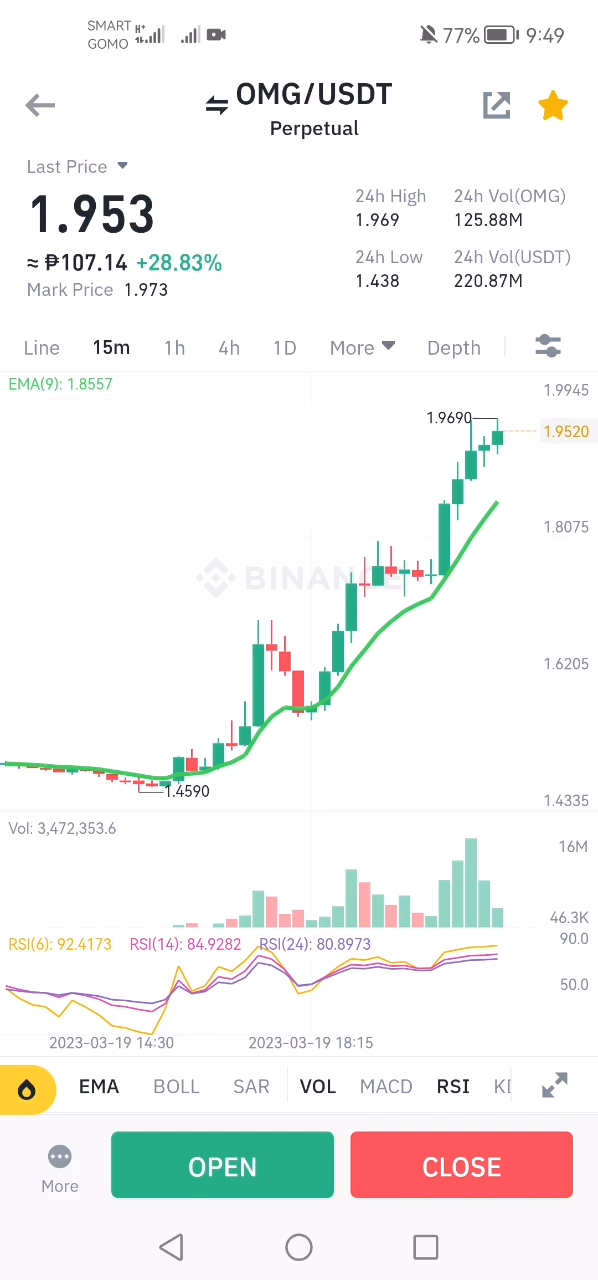 SMART
GOMO
77%
9:49
OMG/USDT
Perpetual
Last Price
1.953
≈ ₱107.14 +28.83%
Mark Price 1.973
24h High
1.969
24h Vol(OMG)
125.88M
24h Low
1.438
24h Vol(USDT)
220.87M
Line 15m 1h 4h 1D More Depth
EMA(9): 1.8557
1.9945
1.9690
1.9520
1.8075
BINANCE
1.6205
1.4590
1.4335
Vol: 3,472,353.6
16M
46.3K
RSI(6): 92.4173 RSI(14): 84.9282 RSI(24): 80.8973
90.0
50.0
2023-03-19 14:30 2023-03-19 18:15
EMA BOLL SAR VOL MACD RSI
More
OPEN
CLOSE